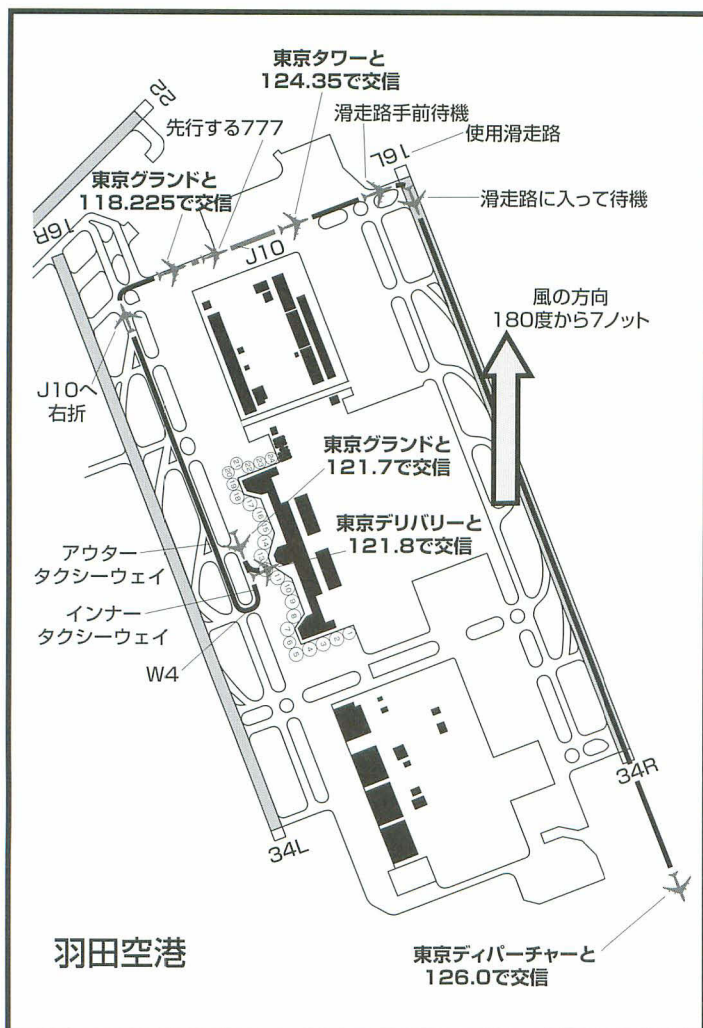 東京タワーと
124.35で交信
22
先行する777
滑走路手前待機
使用滑走路
16L
東京グランドと
118.225で交信
滑走路に入って待機
16R
J10
風の方向
180度から7ノット
J10へ
右折
東京グランドと
121.7で交信
東京デリバリーと
121.8で交信
アウター
タクシーウェイ
インナー
タクシーウェイ
W4
34R
34L
羽田空港
東京ディパーチャーと
126.0で交信